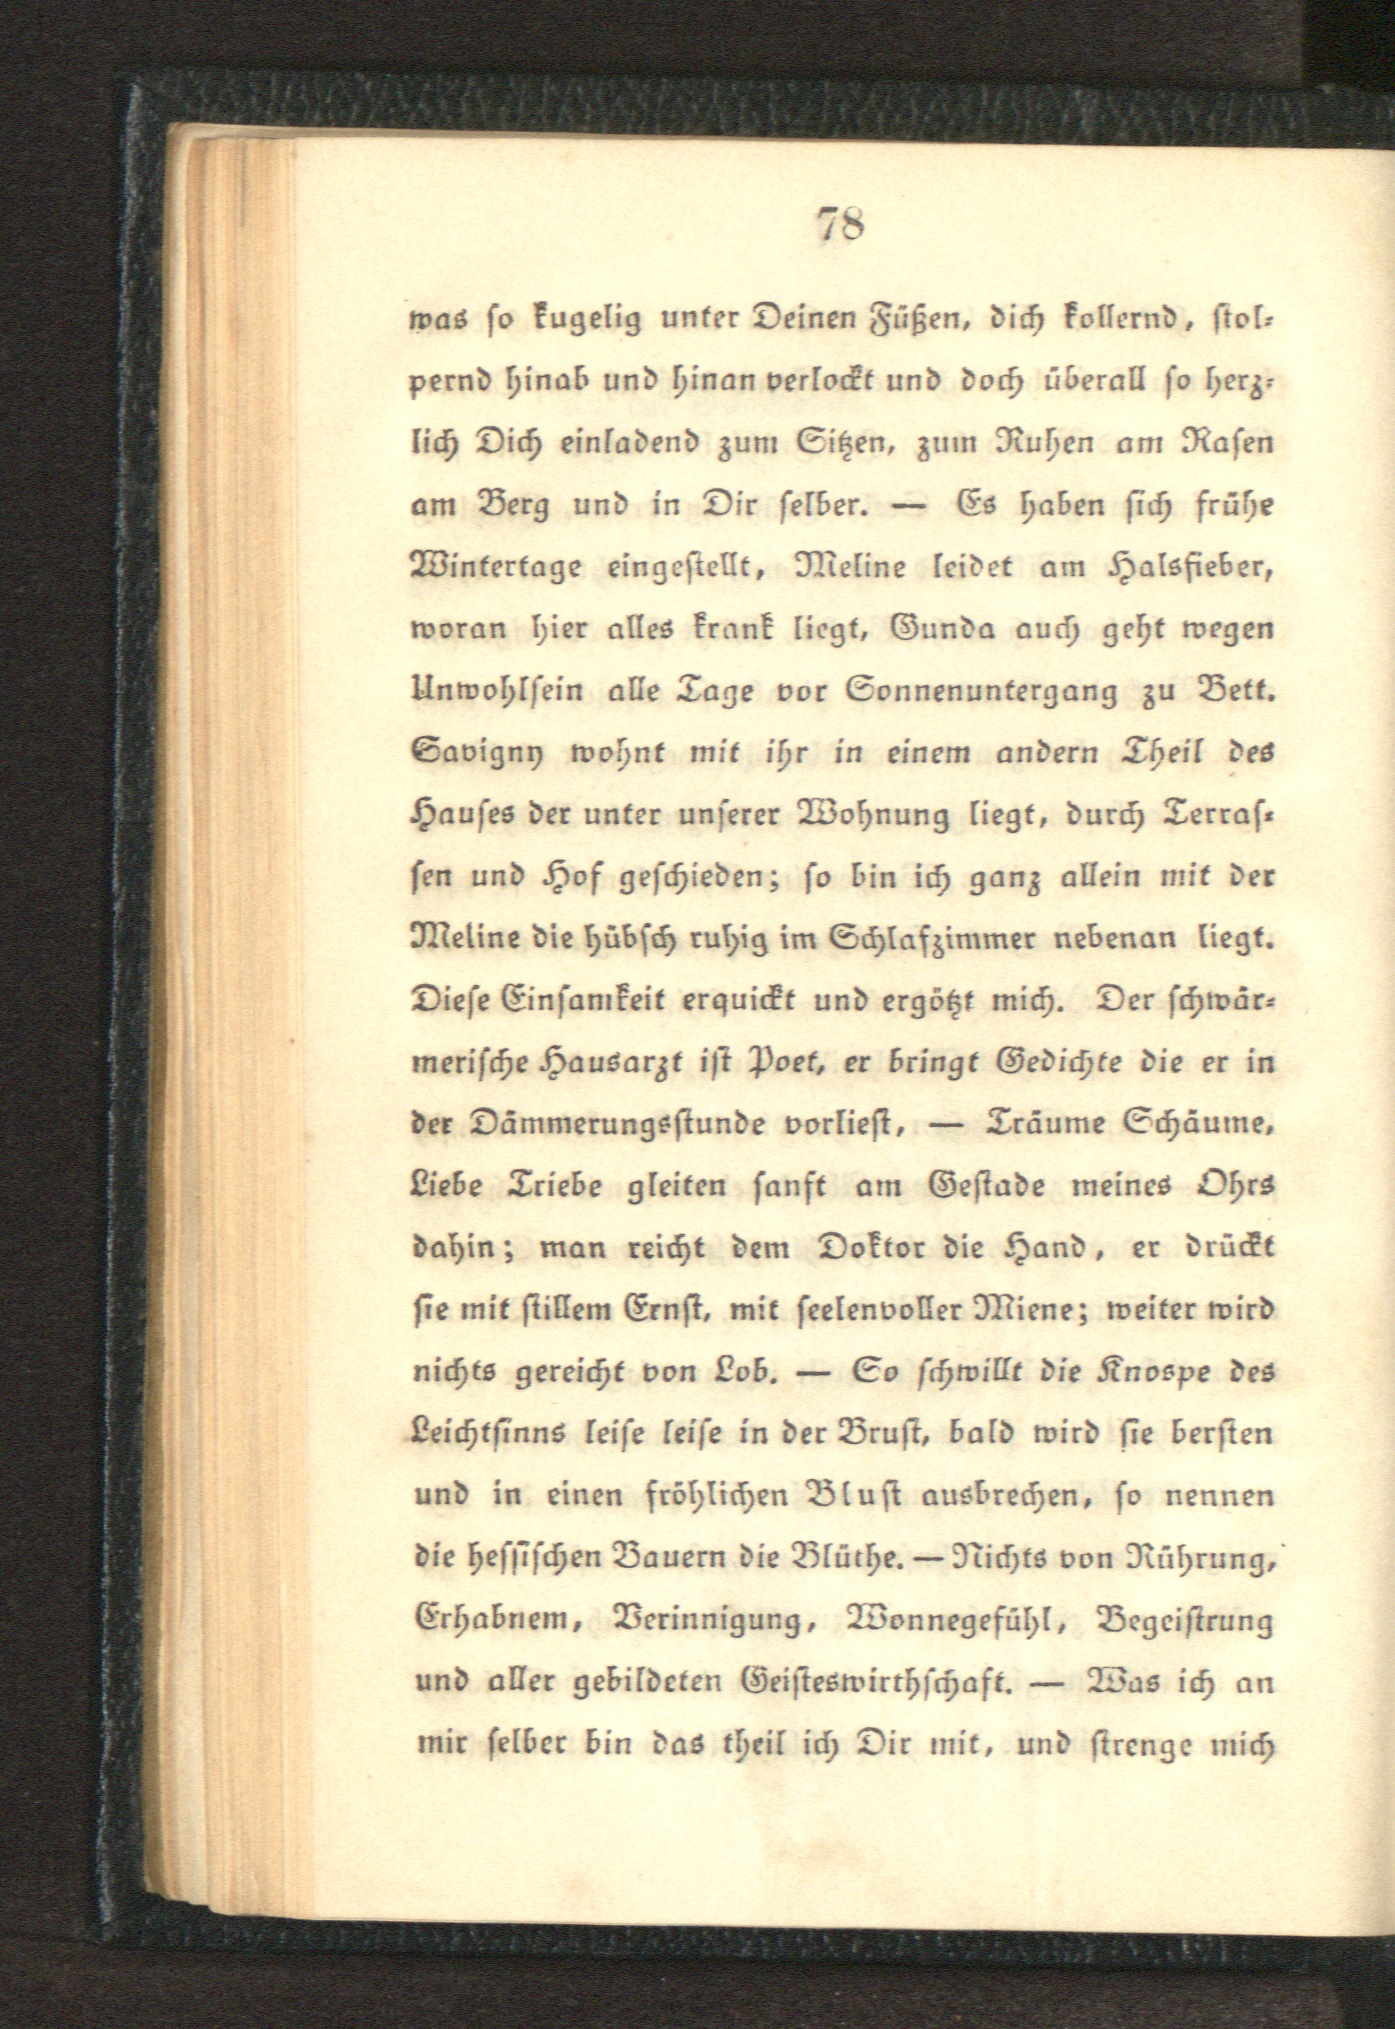 78
was so kugelig unter Deinen Füßen, dich kollernd, stol-
pernd hinab und hinan verlockt und doch überall so herz-
lich Dich einladend zum Sitzen, zum Ruhen am Rasen
am Berg und in Dir selber. — Es haben sich frühe
Wintertage eingestellt, Meline leidet am Halsfieber,
woran hier alles krank liegt, Gunda auch geht wegen
Unwohlsein alle Tage vor Sonnenuntergang zu Bett.
Savigny wohnt mit ihr in einem andern Theil des
Hauses der unter unserer Wohnung liegt, durch Terras-
sen und Hof geschieden; so bin ich ganz allein mit der
Meline die hübsch ruhig im Schlafzimmer nebenan liegt.
Diese Einsamkeit erquickt und ergötzt mich. Der schwär-
merische Hausarzt ist Poet, er bringt Gedichte die er in
der Dämmerungsstunde vorliest, — Träume Schäume,
Liebe Triebe gleiten sanft am Gestade meines Ohrs
dahin; man reicht dem Doktor die Hand, er drückt
sie mit stillem Ernst, mit seelenvoller Miene; weiter wird
nichts gereicht von Lob. — So schwillt die Knospe des
Leichtsinns leise leise in der Brust, bald wird sie bersten
und in einen fröhlichen Blust ausbrechen, so nennen
die hessischen Bauern die Blüthe. — Nichts von Rührung,
Erhabnem, Verinnigung, Wonnegefühl, Begeistrung
und aller gebildeten Geisteswirthschaft. — Was ich an
mir selber bin das theil ich Dir mit, und strenge mich